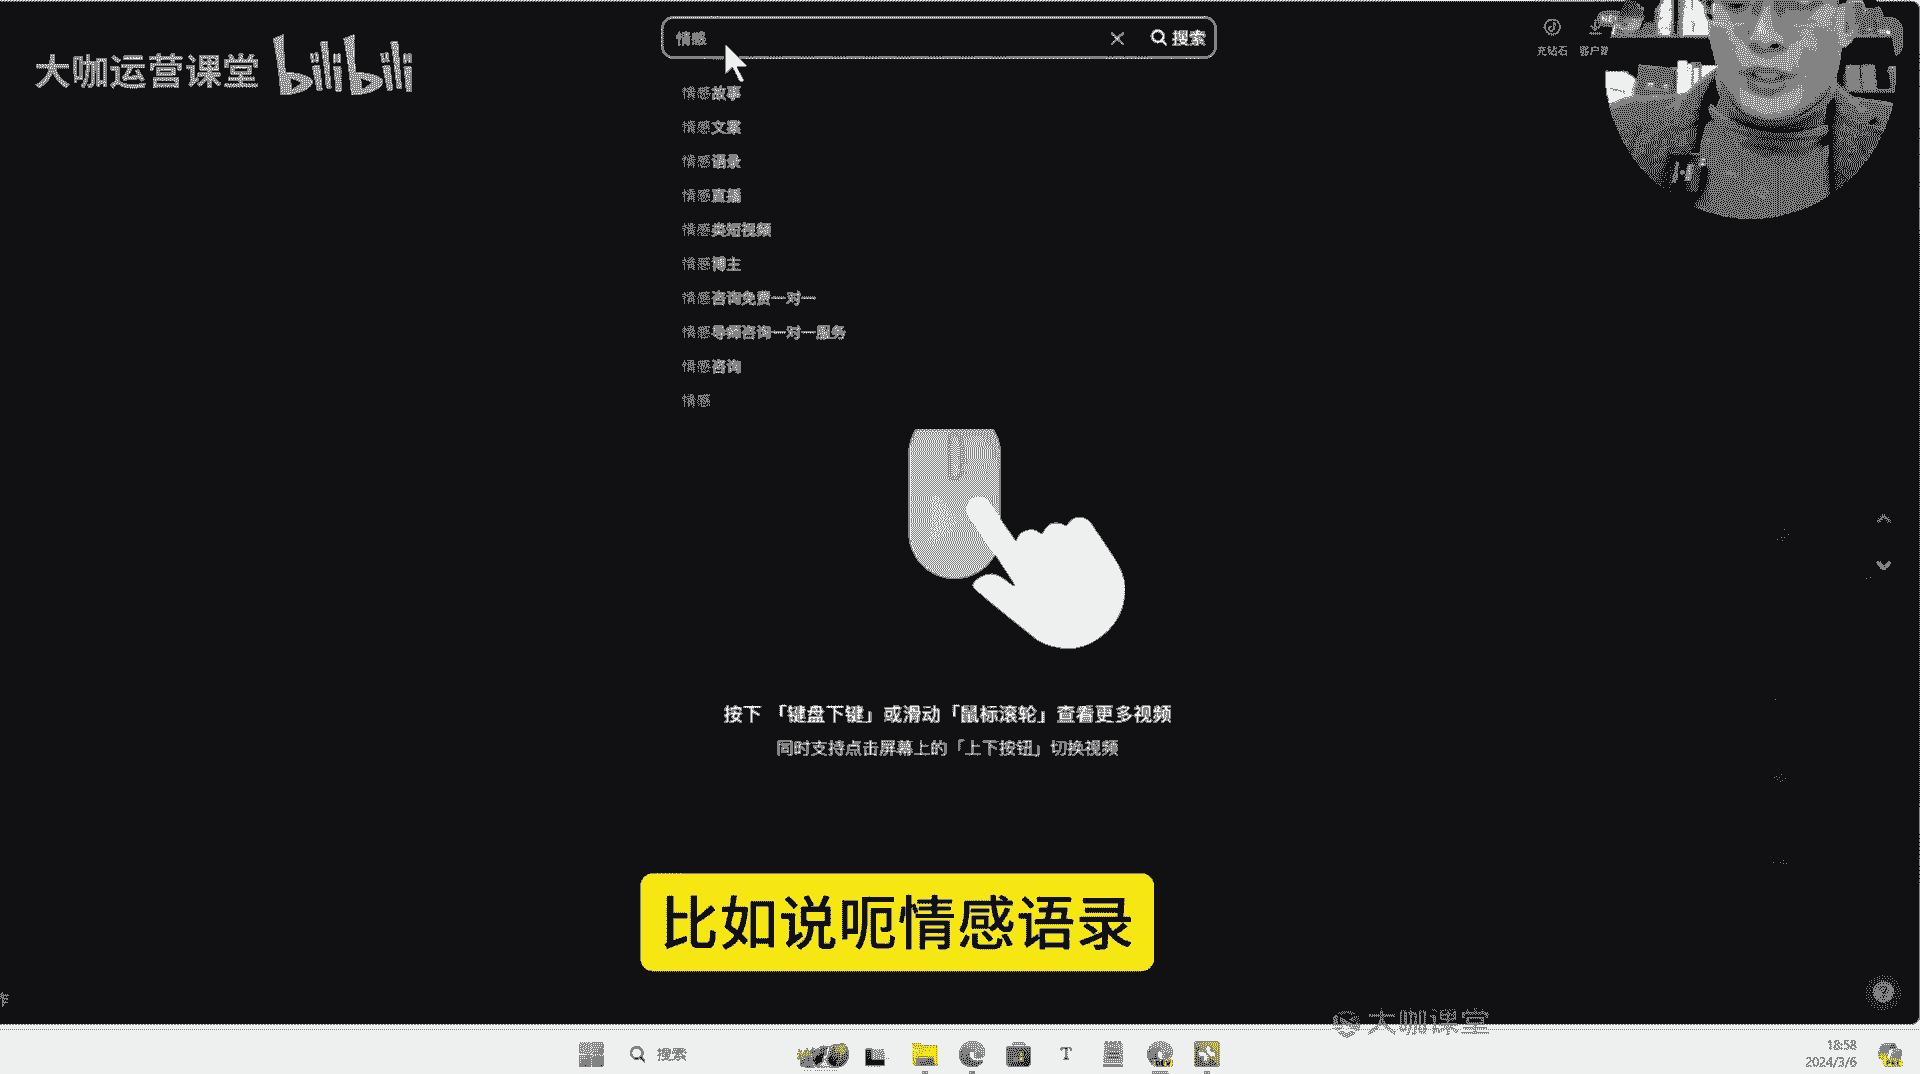 大咖运营课堂 bilibili
情感
搜索
充钻石
情感故事
情感文案
情感语录
情感直播
情感类短视频
情感博主
情感咨询免费一对一
情感导师咨询一对一服务
情感咨询
情感
按下 「键盘下键」或滑动「鼠标滚轮」查看更多视频
同时支持点击屏幕上的「上下按钮」切换视频
比如说呃情感语录
大咖课堂
搜索
T
18:58
2024/3/6